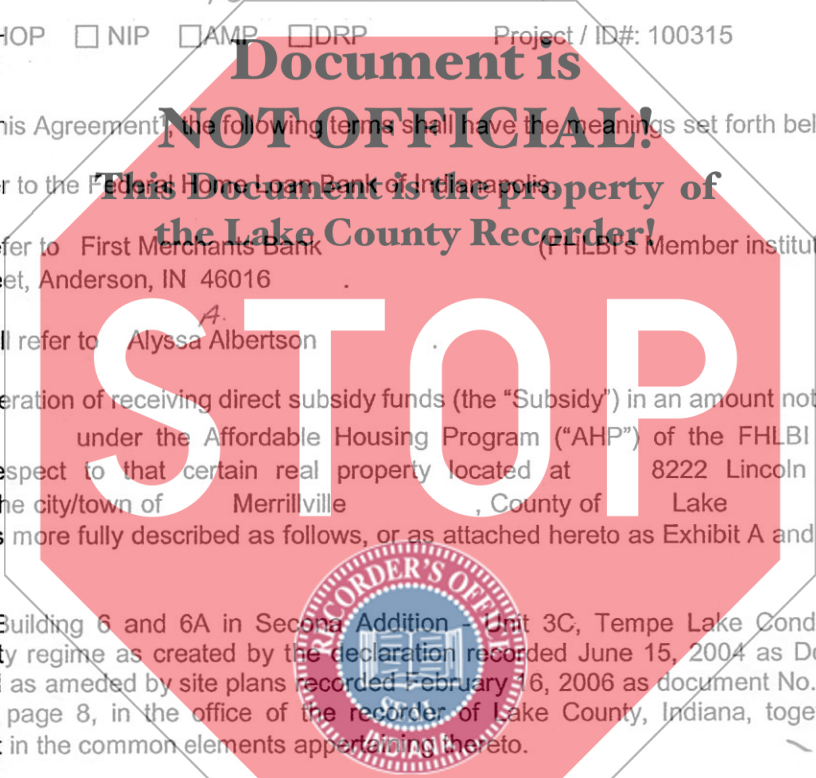 HOP ☐ NIP ☐ AMP ☐ DRP Project / ID#: 100315
Document is
NOT OFFICIAL!
his Agreement", the following terms shall have the meanings set forth bel
This Document is the property of
r to the Federal Home Loan Bank of Indianapolis.
the Lake County Recorder!
fer to First Merchants Bank (FHLBI's Member institut
et, Anderson, IN 46016 .
A.
ll refer to Alyssa Albertson .
STOP
eration of receiving direct subsidy funds (the “Subsidy”) in an amount not
under the Affordable Housing Program (“AHP”) of the FHLBI
espect to that certain real property located at 8222 Lincoln
he city/town of Merrillville , County of Lake
s more fully described as follows, or as attached hereto as Exhibit A and
RECORDER'S OFFICE
SEAL
INDIANA
Building 6 and 6A in Secona Addition - Unit 3C, Tempe Lake Cond
ty regime as created by the declaration recorded June 15, 2004 as Do
as ameded by site plans recorded February 16, 2006 as document No.
page 8, in the office of the recorder of Lake County, Indiana, toge
t in the common elements appertaining thereto.